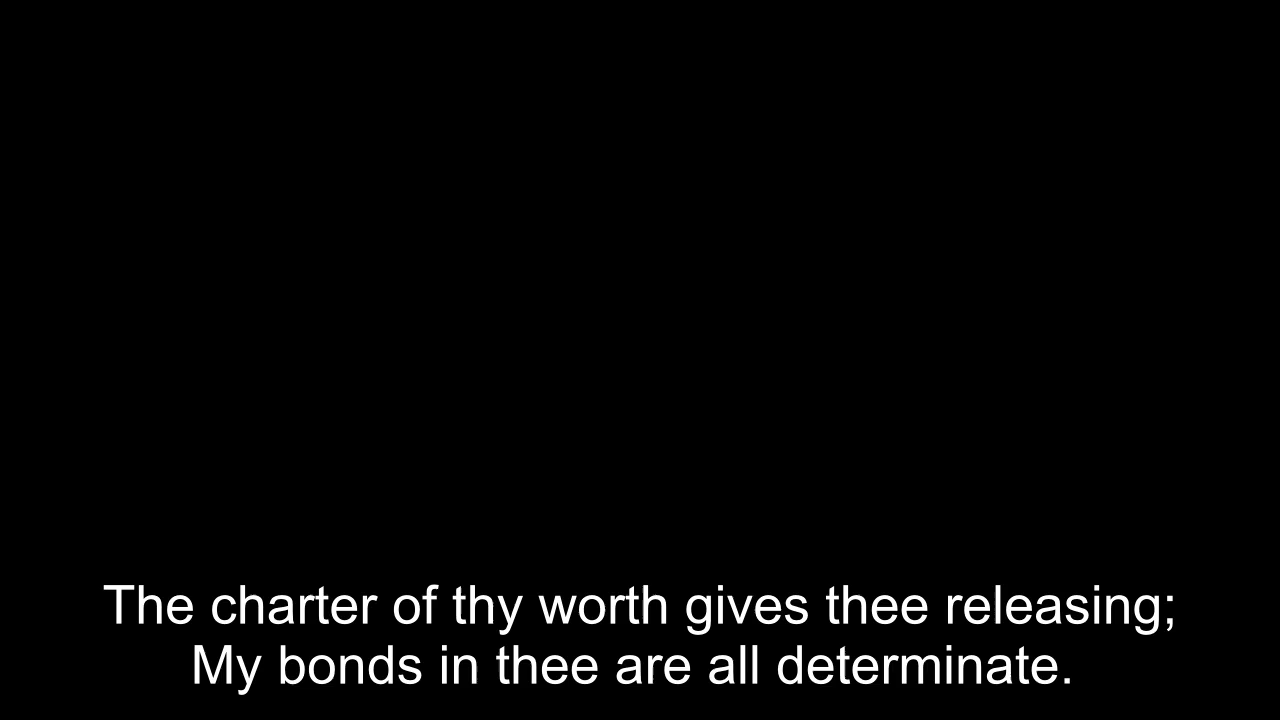 The charter of thy worth gives thee releasing;
My bonds in thee are all determinate.